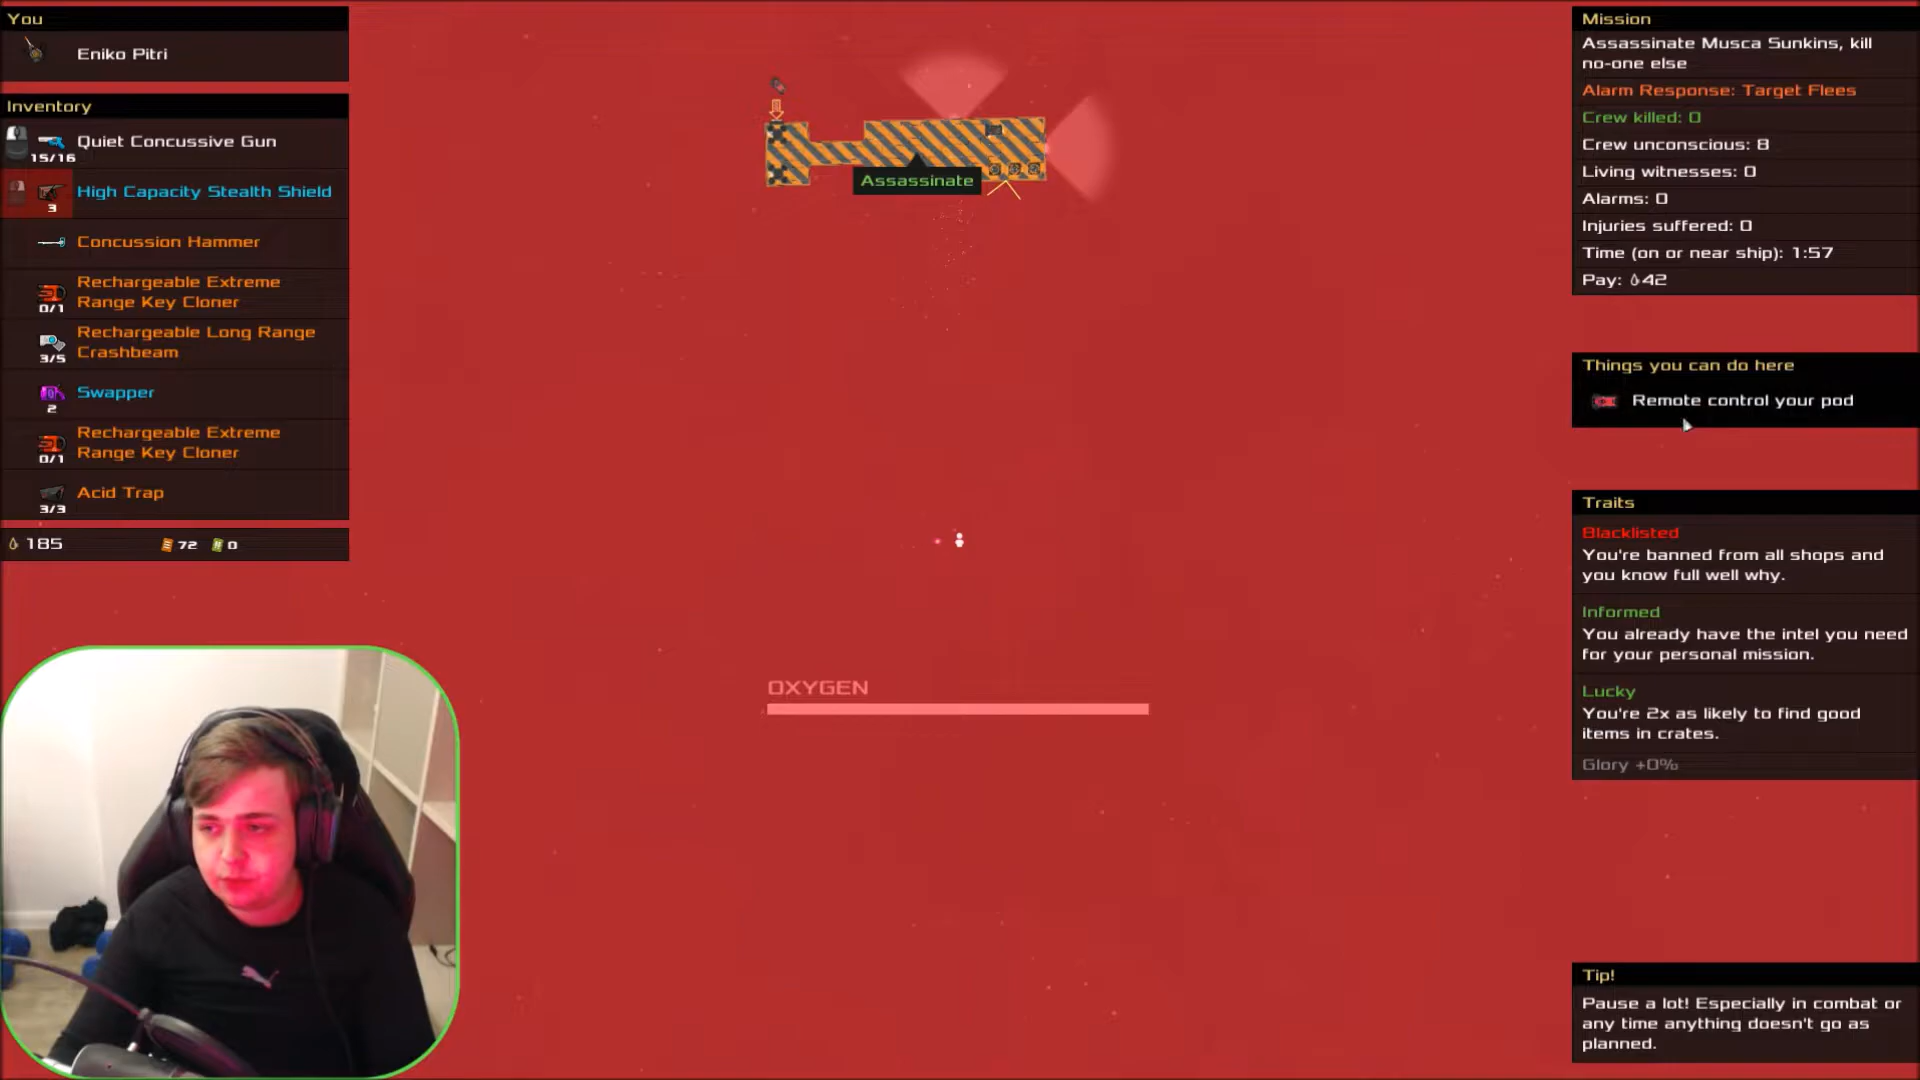 You
Eniko Pitri
Inventory
Quiet Concussive Gun
15/16
High Capacity Stealth Shield
3
Concussion Hammer
Rechargeable Extreme
Range Key Cloner
0/1
Rechargeable Long Range
Crashbeam
3/5
Swapper
2
Rechargeable Extreme
Range Key Cloner
0/1
Acid Trap
3/3
185 72 0
Assassinate
OXYGEN
Mission
Assassinate Musca Sunkins, kill
no-one else
Alarm Response: Target Flees
Crew killed: 0
Crew unconscious: 8
Living witnesses: 0
Alarms: 0
Injuries suffered: 0
Time (on or near ship): 1:57
Pay: 42
Things you can do here
Remote control your pod
Traits
Blacklisted
You're banned from all shops and
you know full well why.
Informed
You already have the intel you need
for your personal mission.
Lucky
You're 2x as likely to find good
items in crates.
Glory +0%
Tip!
Pause a lot! Especially in combat or
any time anything doesn't go as
planned.